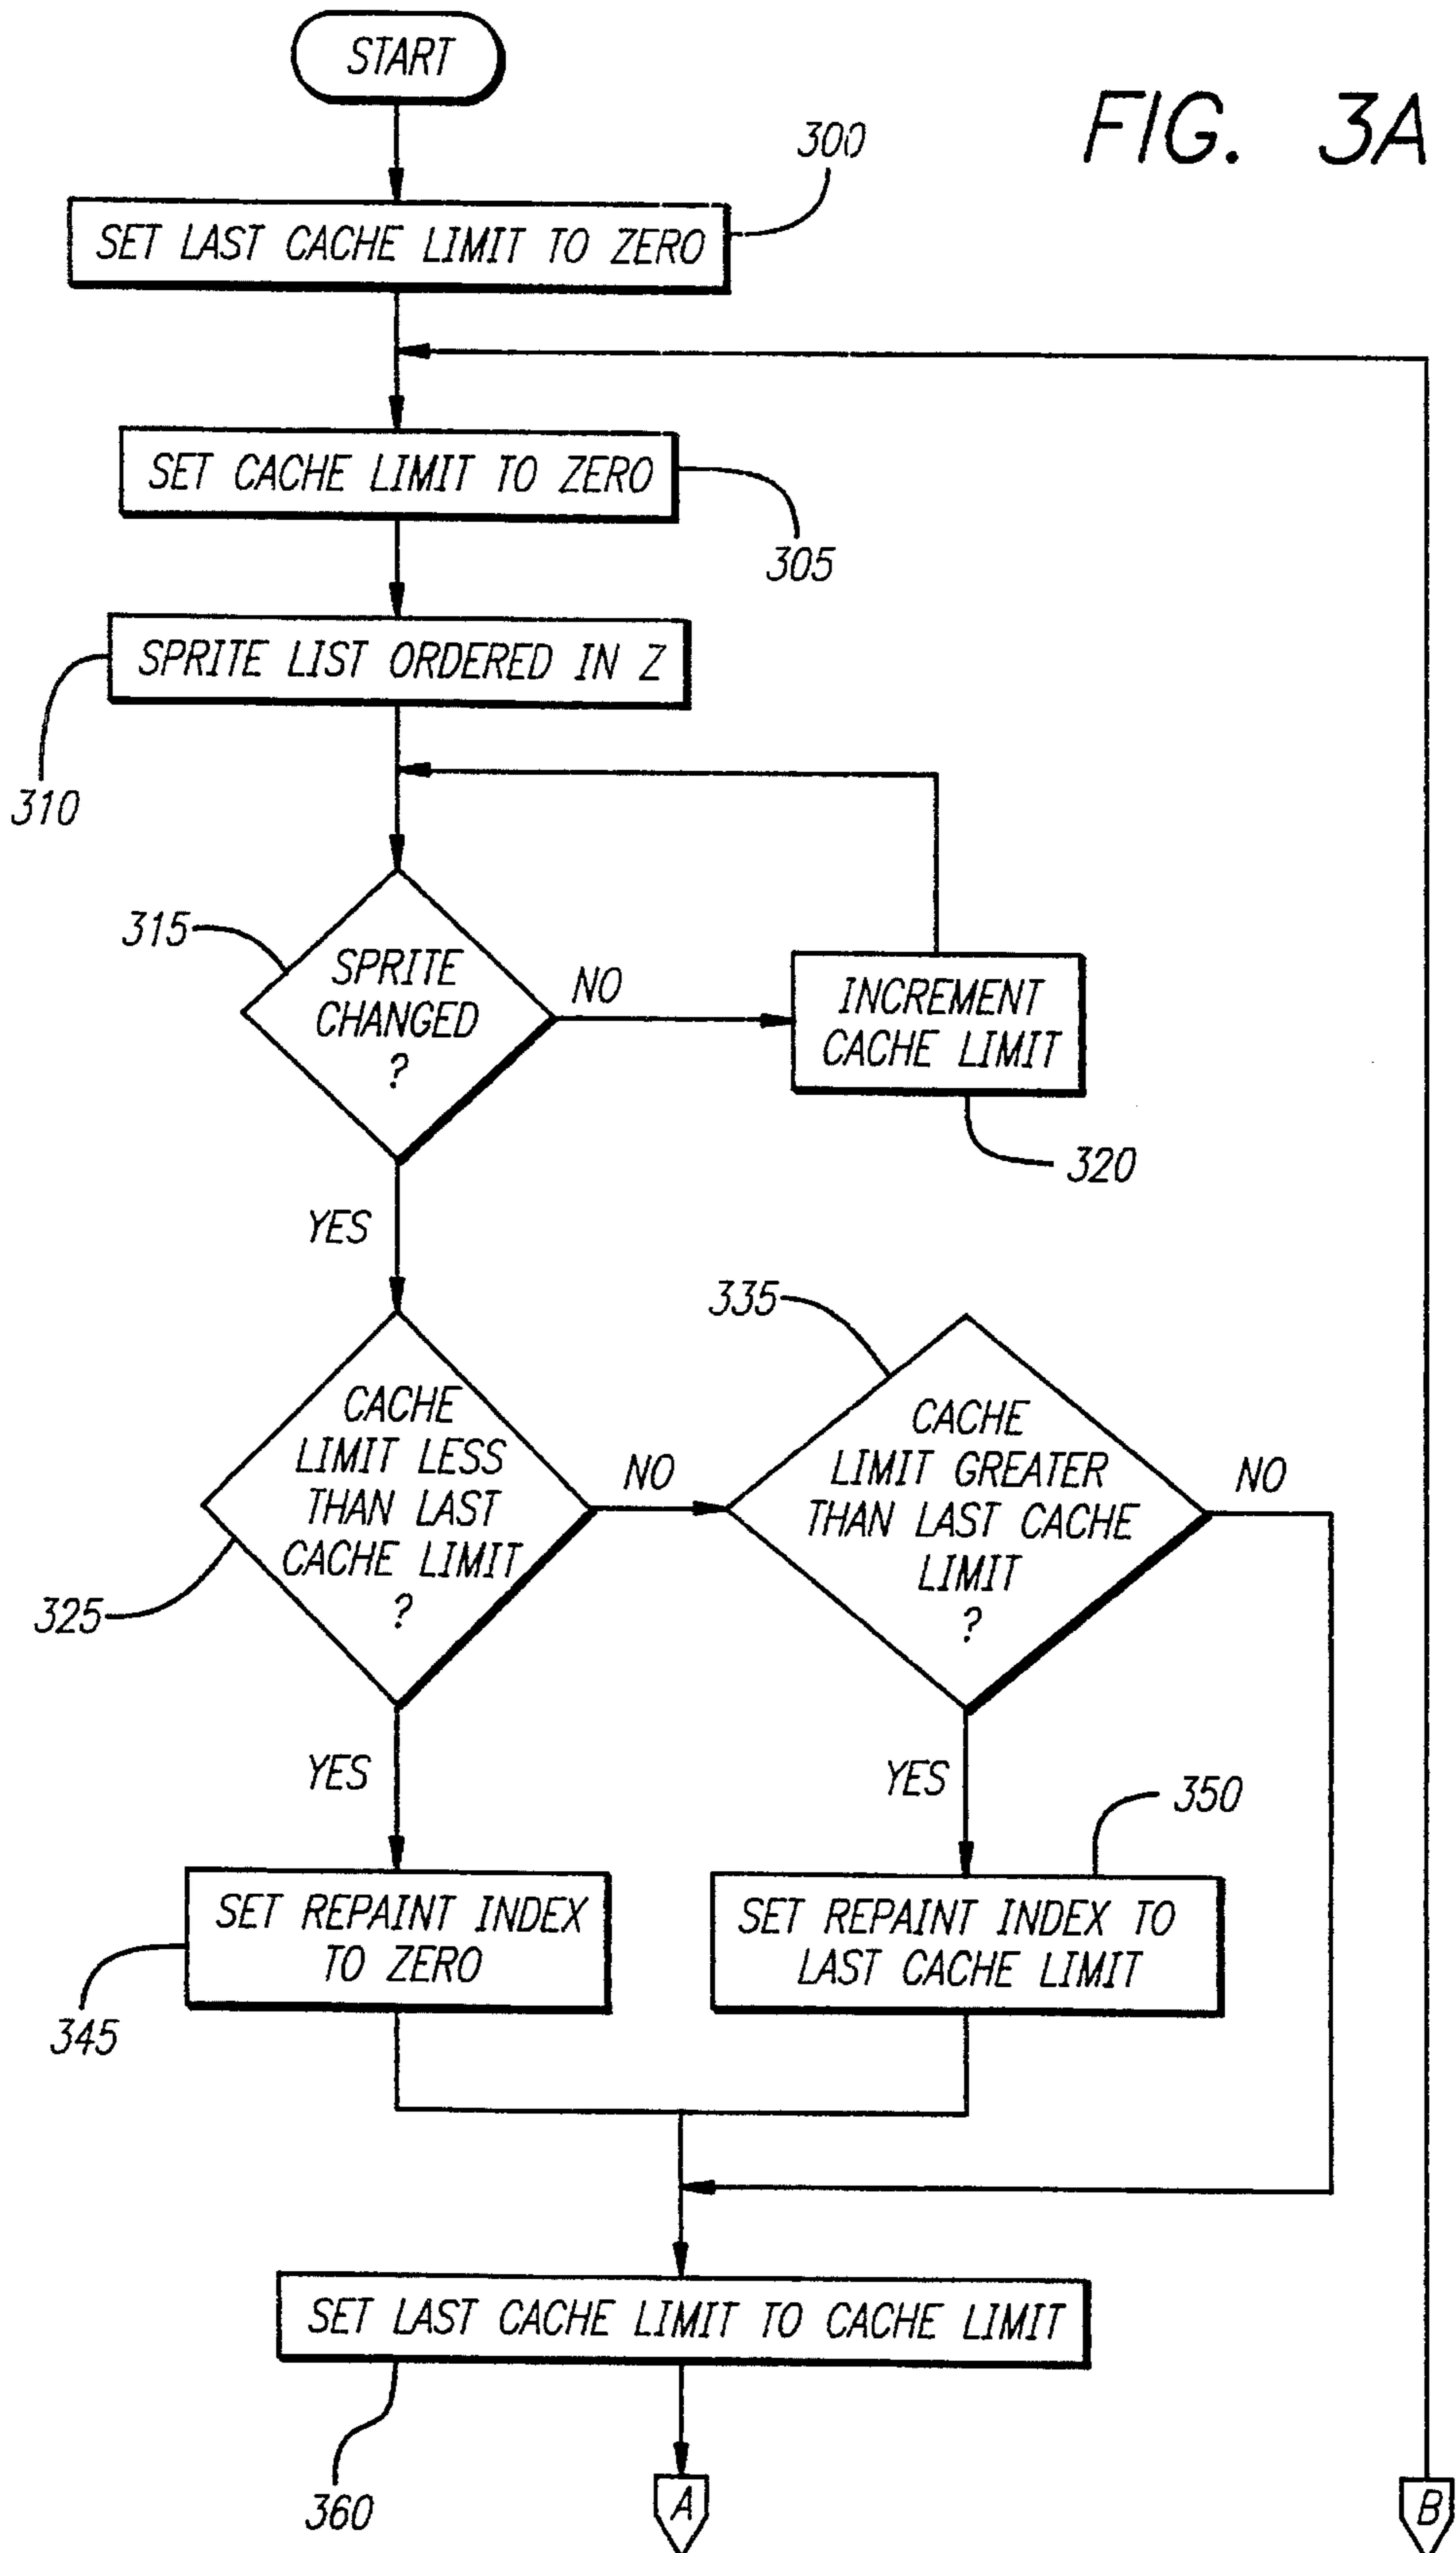 START
FIG. 3A
300
SET LAST CACHE LIMIT TO ZERO
SET CACHE LIMIT TO ZERO
305
SPRITE LIST ORDERED IN Z
310
315
SPRITE
CHANGED
?
NO
INCREMENT
CACHE LIMIT
320
YES
335
CACHE
LIMIT LESS
THAN LAST
CACHE LIMIT
?
325
NO
CACHE
LIMIT GREATER
THAN LAST CACHE
LIMIT
?
NO
YES
YES
350
SET REPAINT INDEX
TO ZERO
345
SET REPAINT INDEX TO
LAST CACHE LIMIT
SET LAST CACHE LIMIT TO CACHE LIMIT
360
A
B